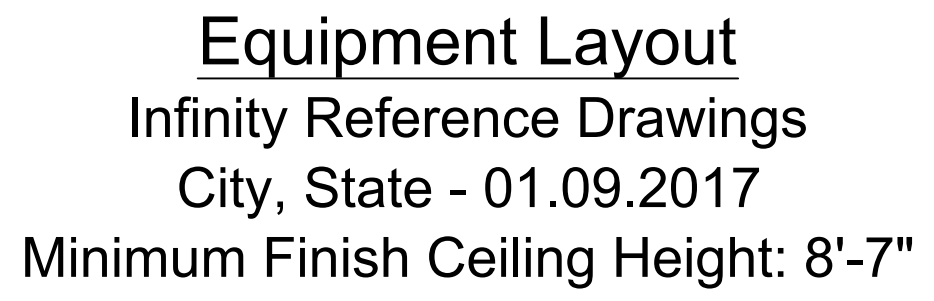 Equipment Layout
Infinity Reference Drawings
City, State - 01.09.2017
Minimum Finish Ceiling Height: 8'-7"